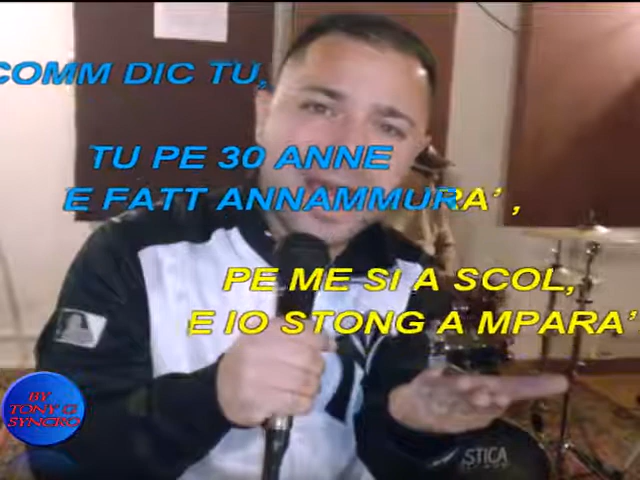 COMM DIC TU,
TU PE 30 ANNE
E FATT ANNAMMURA’ ,
PE ME SI A SCOL,
E IO STONG A MPARA’
BY
TONY G
SYNCRO
STICA